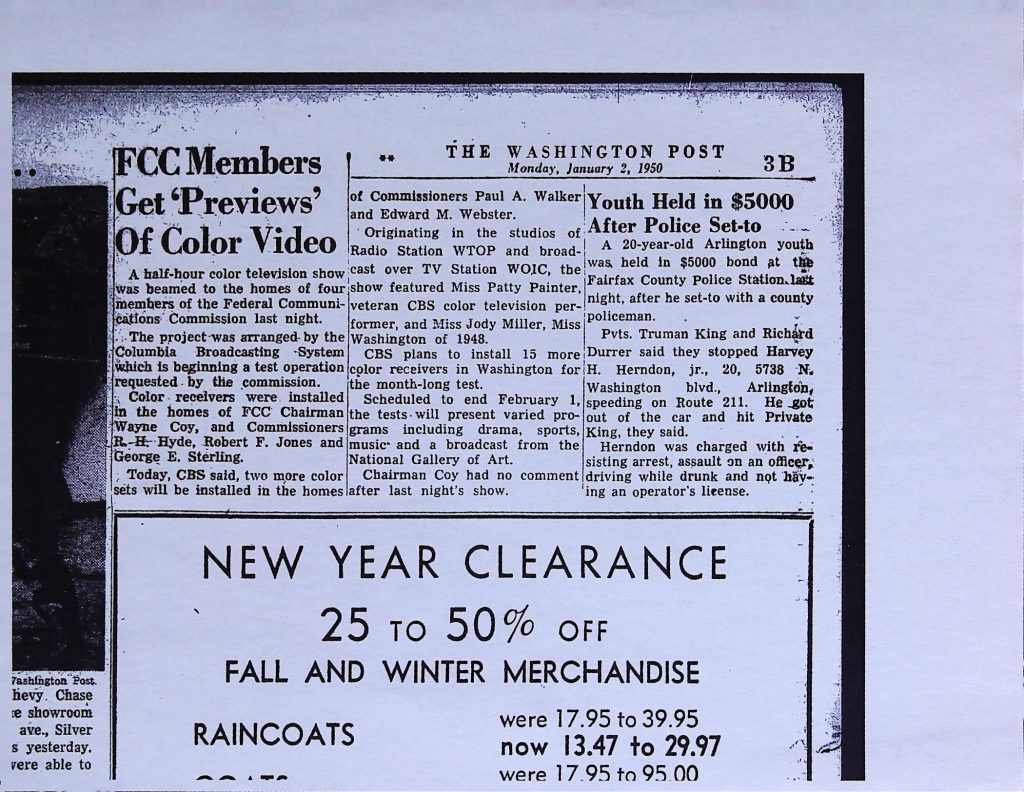 THE WASHINGTON POST
Monday, January 2, 1950
3B
**
..
FCC Members
Get ‘Previews’
Of Color Video
A half-hour color television show
was beamed to the homes of four
members of the Federal Communi-
cations Commission last night.
The project was arranged by the
Columbia Broadcasting System
which is beginning a test operation
requested by the commission.
Color receivers were installed
in the homes of FCC Chairman
Wayne Coy, and Commissioners
R. H. Hyde, Robert F. Jones and
George E. Sterling.
Today, CBS said, two more color
sets will be installed in the homes
of Commissioners Paul A. Walker
and Edward M. Webster.
Originating in the studios of
Radio Station WTOP and broad-
cast over TV Station WOIC, the
show featured Miss Patty Painter,
veteran CBS color television per-
former, and Miss Jody Miller, Miss
Washington of 1948.
CBS plans to install 15 more
color receivers in Washington for
the month-long test.
Scheduled to end February 1,
the tests will present varied pro-
grams including drama, sports,
music and a broadcast from the
National Gallery of Art.
Chairman Coy had no comment
after last night's show.
Youth Held in $5000
After Police Set-to
A 20-year-old Arlington youth
was held in $5000 bond at the
Fairfax County Police Station last
night, after he set-to with a county
policeman.
Pvts. Truman King and Richard
Durrer said they stopped Harvey
H. Herndon, jr., 20, 5738 N.
Washington blvd., Arlington,
speeding on Route 211. He got
out of the car and hit Private
King, they said.
Herndon was charged with re-
sisting arrest, assault on an officer,
driving while drunk and not hav-
ing an operator's license.
NEW YEAR CLEARANCE
25 TO 50% OFF
FALL AND WINTER MERCHANDISE
RAINCOATS
were 17.95 to 39.95
now 13.47 to 29.97
COATS
were 17.95 to 95.00
Washington Post.
hevy Chase
e showroom
ave., Silver
s yesterday.
were able to